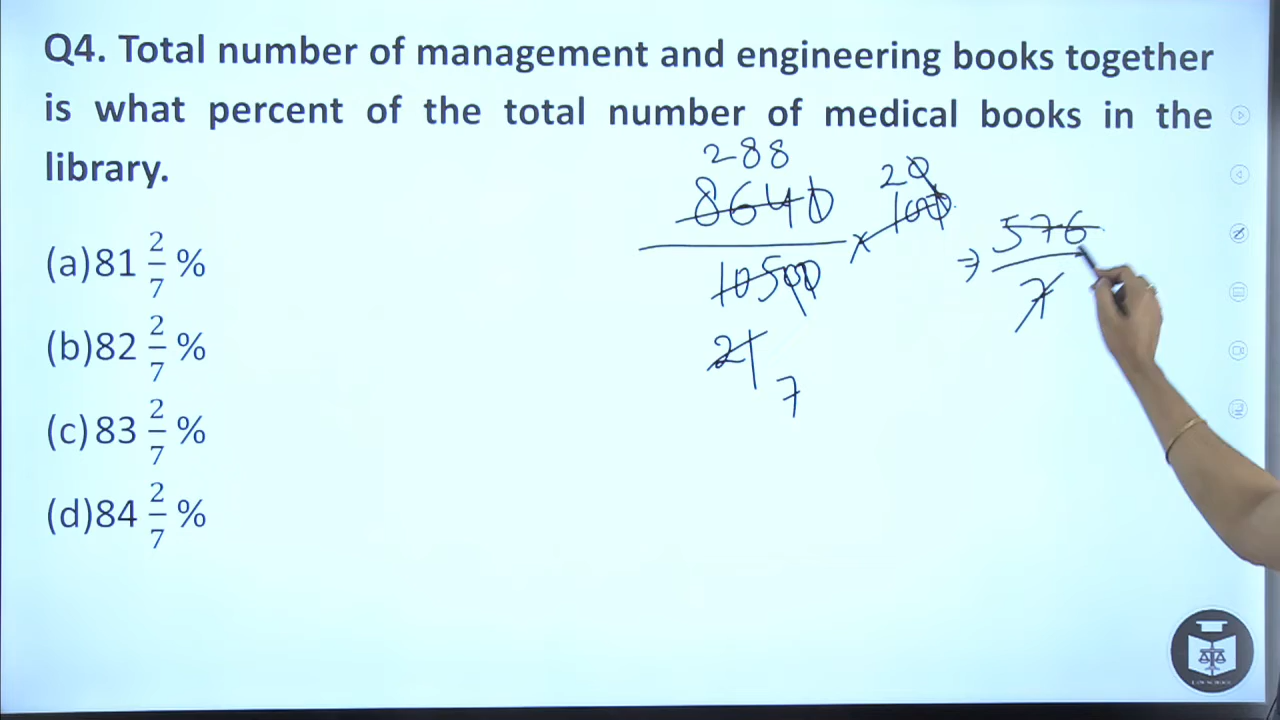 Q4. Total number of management and engineering books together
is what percent of the total number of medical books in the
library.
288
8640
10500
21
7
× 
20
100
⇒ 576
7
(a)81 2/7 %
(b)82 2/7 %
(c)83 2/7 %
(d)84 2/7 %